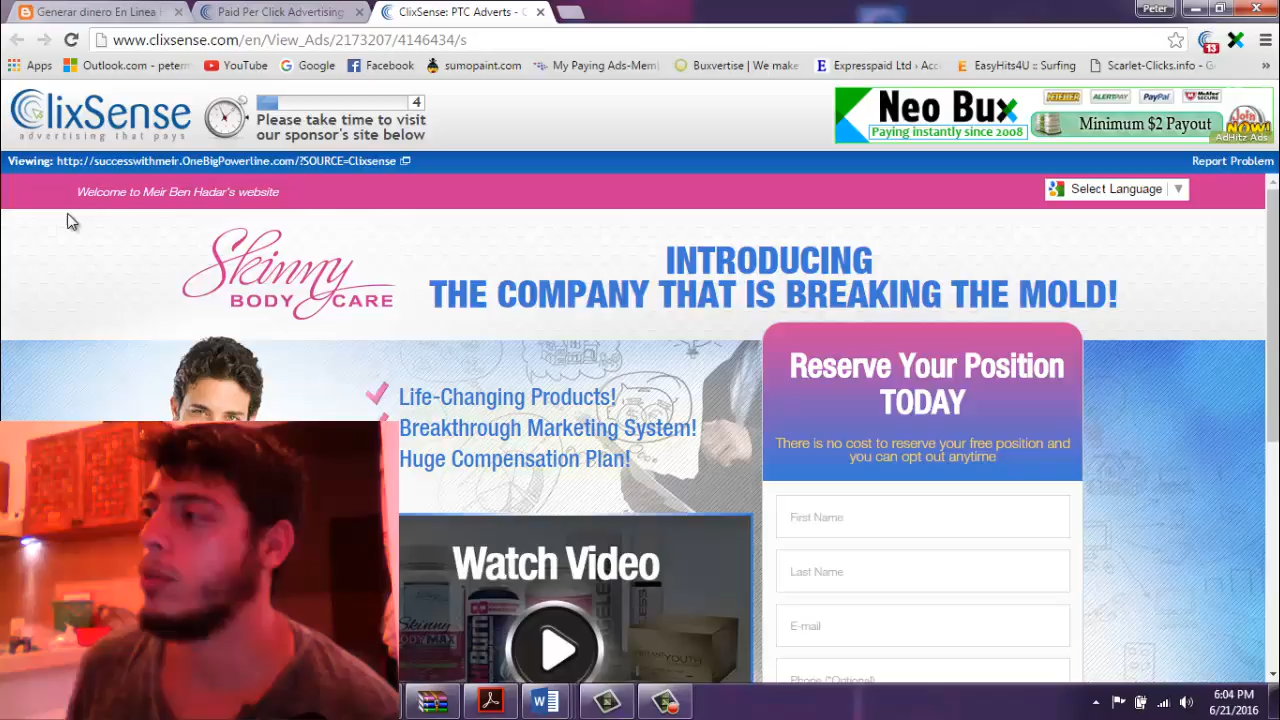 Generar dinero En Linea
Paid Per Click Advertising
ClixSense: PTC Adverts -
Peter
www.clixsense.com/en/View_Ads/2173207/4146434/s
13
Apps
Outlook.com - peterm
YouTube
Google
Facebook
sumopaint.com
My Paying Ads-Mem
Buxvertise | We make
Expresspaid Ltd › Acc
EasyHits4U :: Surfing
Scarlet-Clicks.info - G
ClixSense
advertising that pays
4
Please take time to visit
our sponsor's site below
Neo Bux
Paying instantly since 2008
PayPal
Minimum $2 Payout
Join
NOW!
AdHitz Ads
Viewing: http://successwithmeir.OneBigPowerline.com/?SOURCE=Clixsense
Report Problem
Welcome to Meir Ben Hadar's website
Select Language
Skinny
BODY CARE
INTRODUCING
THE COMPANY THAT IS BREAKING THE MOLD!
Life-Changing Products!
Breakthrough Marketing System!
Huge Compensation Plan!
Reserve Your Position
TODAY
There is no cost to reserve your free position and
you can opt out anytime
First Name
Last Name
E-mail
Phone (*Optional)
Watch Video
6:04 PM
6/21/2016